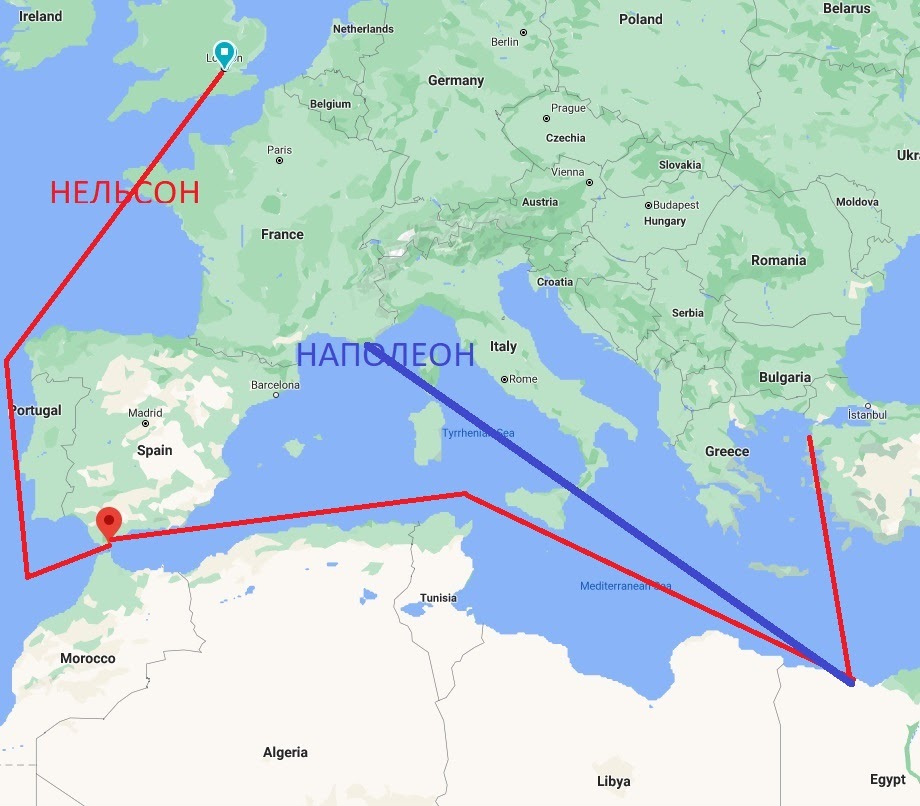 Ireland
Belarus
Poland
Netherlands
Berlin
London
Germany
Belgium
Prague
Czechia
Paris
Ukra
Slovakia
Vienna
НЕЛЬСОН
Austria
Budapest
Moldova
Hungary
France
Romania
Croatia
Serbia
НАПОЛЕОН
Italy
Rome
Bulgaria
Barcelona
Portugal
Madrid
İstanbul
Tyrrhenian Sea
Spain
Greece
Mediterranean Sea
Tunisia
Morocco
Algeria
Libya
Egypt